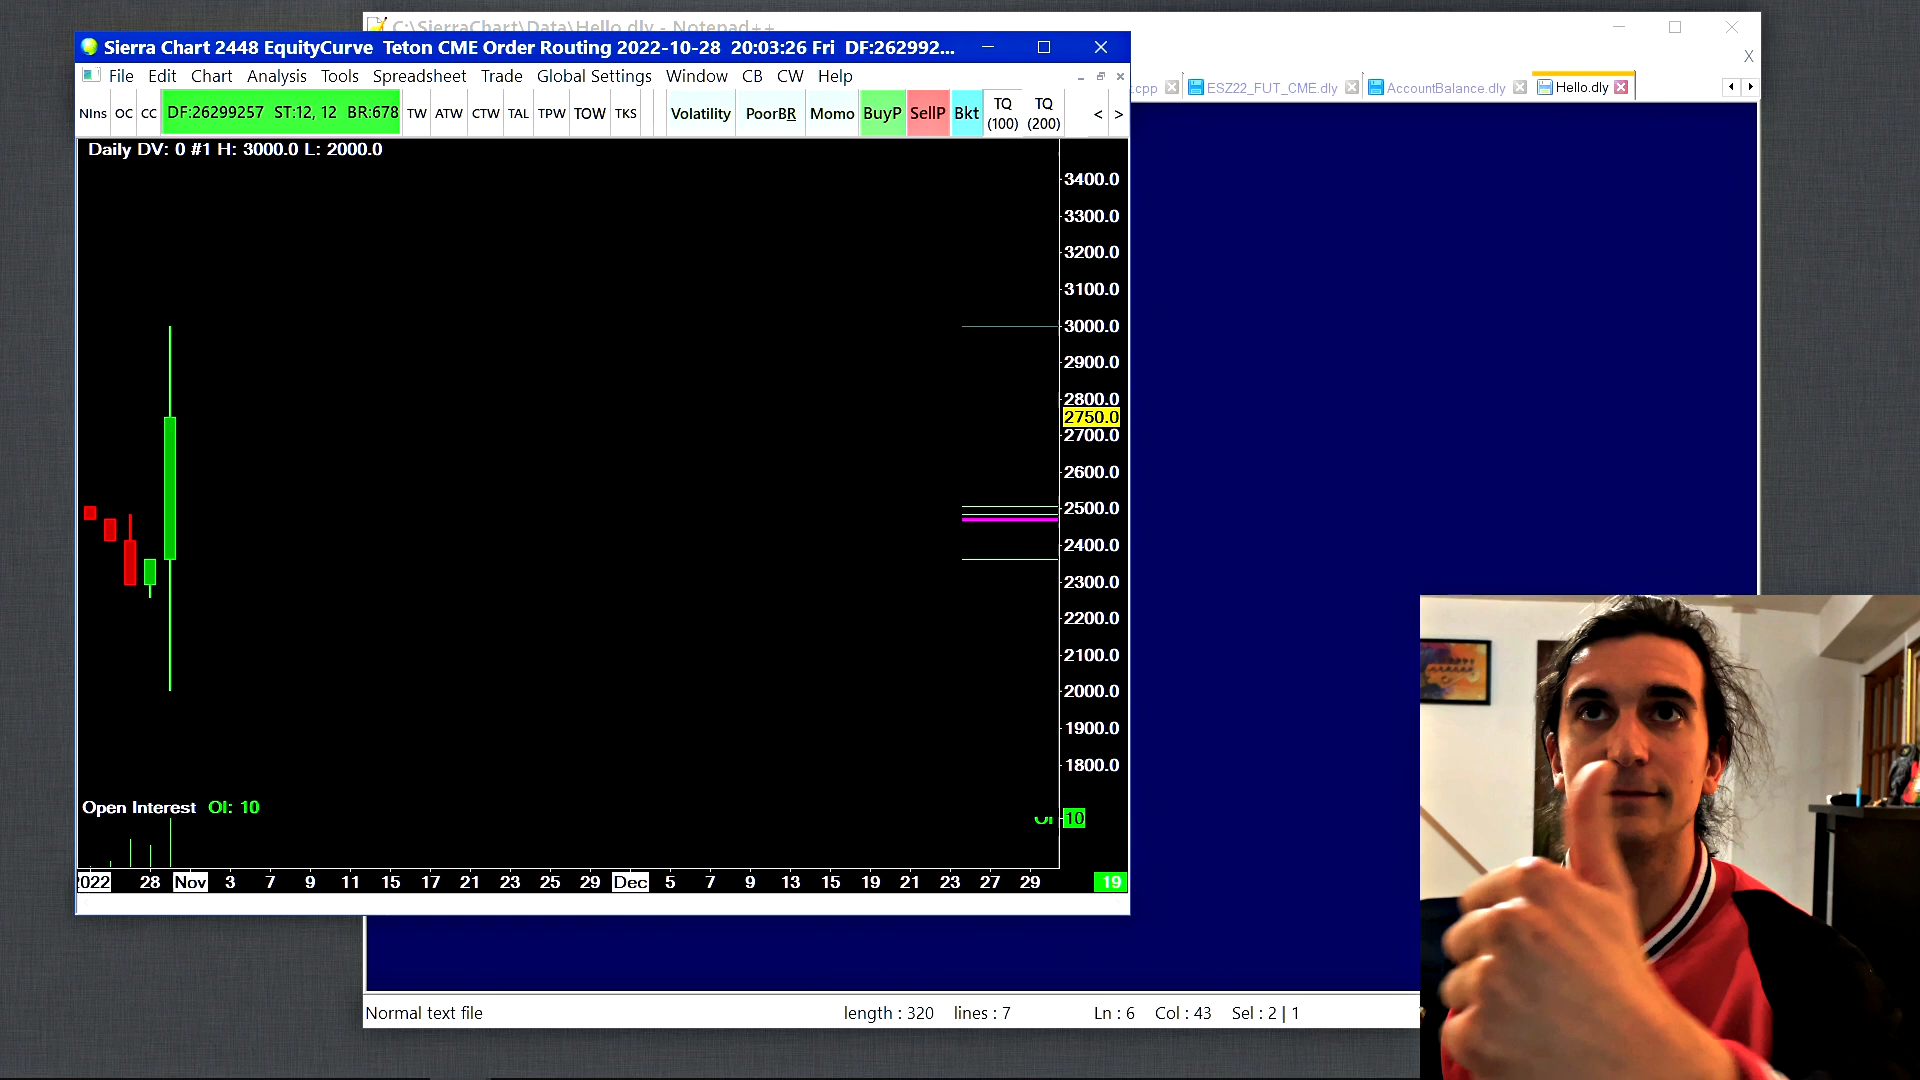 C:\SierraChart\Data\Hello.dly - Notepad++
Sierra Chart 2448 EquityCurve Teton CME Order Routing 2022-10-28 20:03:26 Fri DF:262992...
File Edit Chart Analysis Tools Spreadsheet Trade Global Settings Window CB CW Help
X
.cpp ESZ22_FUT_CME.dly AccountBalance.dly Hello.dly
NIns OC CC DF:26299257 ST:12, 12 BR:678 TW ATW CTW TAL TPW TOW TKS Volatility PoorBR Momo BuyP SellP Bkt TQ (100) TQ (200) < >
Daily DV: 0 #1 H: 3000.0 L: 2000.0
3400.0
3300.0
3200.0
3100.0
3000.0
2900.0
2800.0
2750.0
2700.0
2600.0
2500.0
2400.0
2300.0
2200.0
2100.0
2000.0
1900.0
1800.0
Open Interest OI: 10
OI 10
2022 28 Nov 3 7 9 11 15 17 21 23 25 29 Dec 5 7 9 13 15 19 21 23 27 29 19
Normal text file length : 320 lines : 7 Ln : 6 Col : 43 Sel : 2 | 1